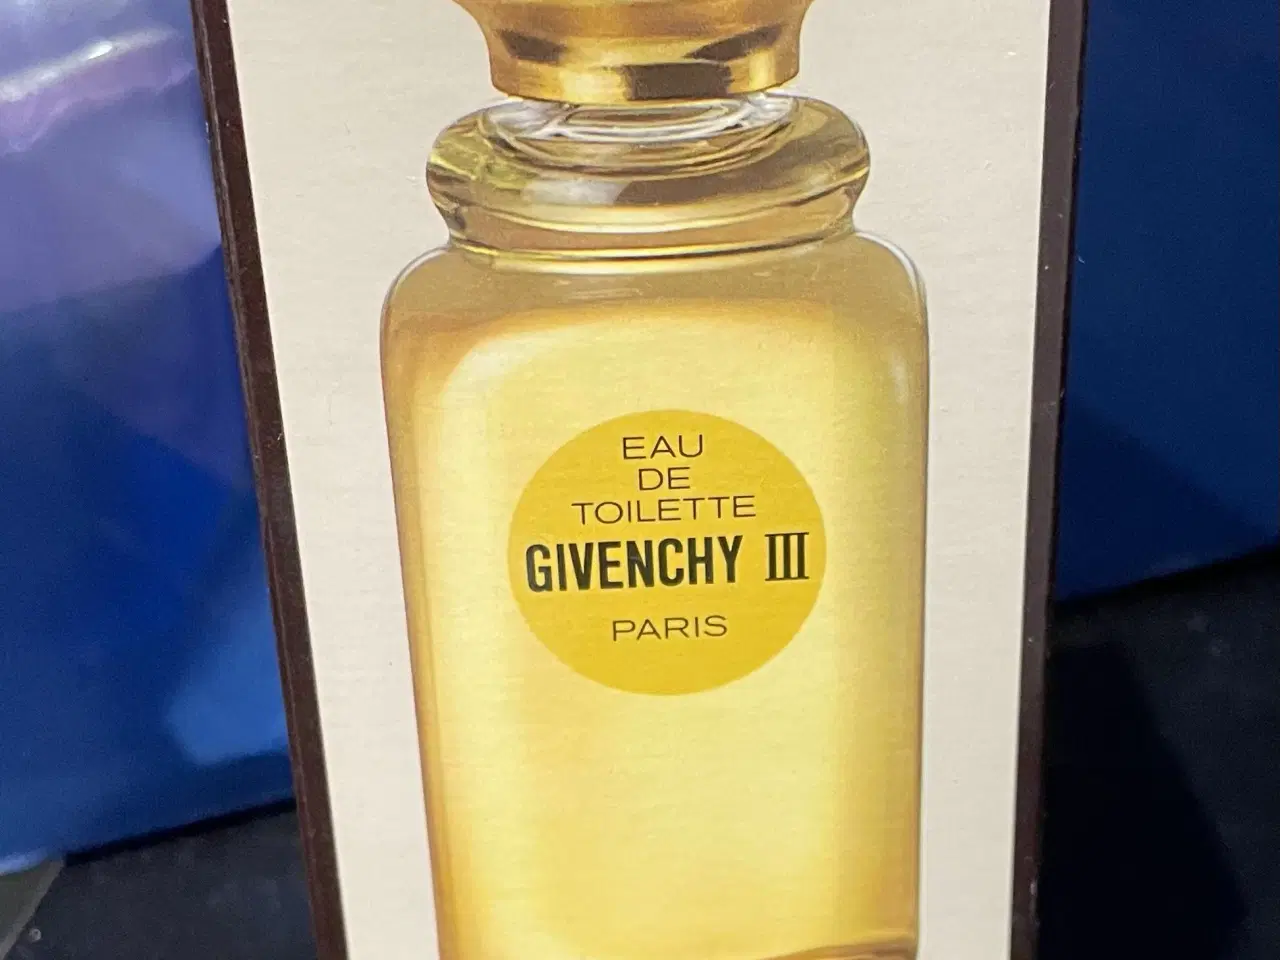 EAU
DE
TOILETTE
GIVENCHY III
PARIS